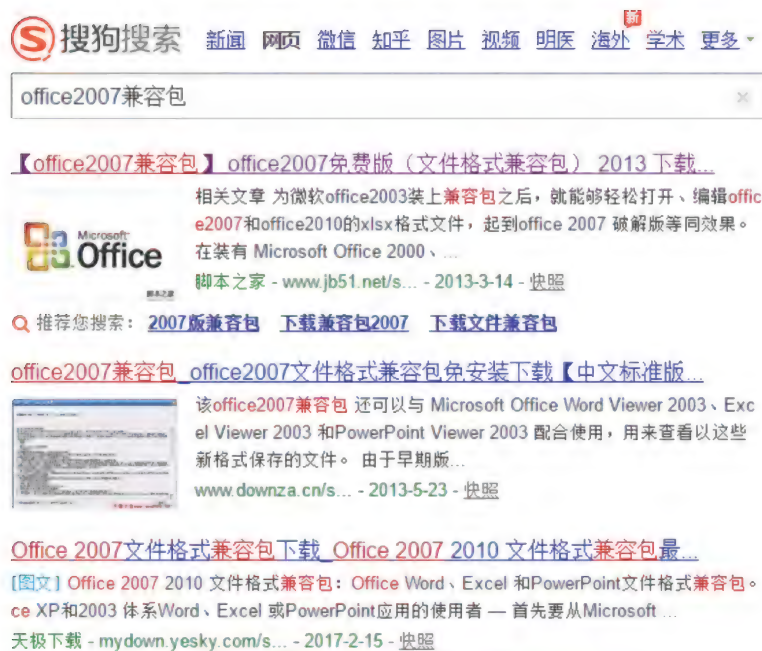 搜狗搜索 新闻 网页 微信 知乎 图片 视频 明医 海外 学术 更多
新
office2007兼容包 ×
【office2007兼容包】 office2007免费版（文件格式兼容包） 2013 下载...
相关文章 为微软office2003装上兼容包之后，就能够轻松打开、编辑offic
e2007和office2010的xlsx格式文件，起到office 2007 破解版等同效果。
在装有 Microsoft Office 2000、...
Microsoft
Office
脚本之家
脚本之家 - www.jb51.net/s... - 2013-3-14 - 快照
推荐您搜索： 2007版兼容包 下载兼容包2007 下载文件兼容包
office2007兼容包_office2007文件格式兼容包免安装下载【中文标准版...
该office2007兼容包 还可以与 Microsoft Office Word Viewer 2003、Exc
el Viewer 2003 和PowerPoint Viewer 2003 配合使用，用来查看以这些
新格式保存的文件。 由于早期版...
www.downza.cn/s... - 2013-5-23 - 快照
Office 2007文件格式兼容包下载_Office 2007 2010 文件格式兼容包最...
[图文] Office 2007 2010 文件格式兼容包：Office Word、Excel 和PowerPoint文件格式兼容包。
ce XP和2003 体系Word、Excel 或PowerPoint应用的使用者 — 首先要从Microsoft ...
天极下载 - mydown.yesky.com/s... - 2017-2-15 - 快照